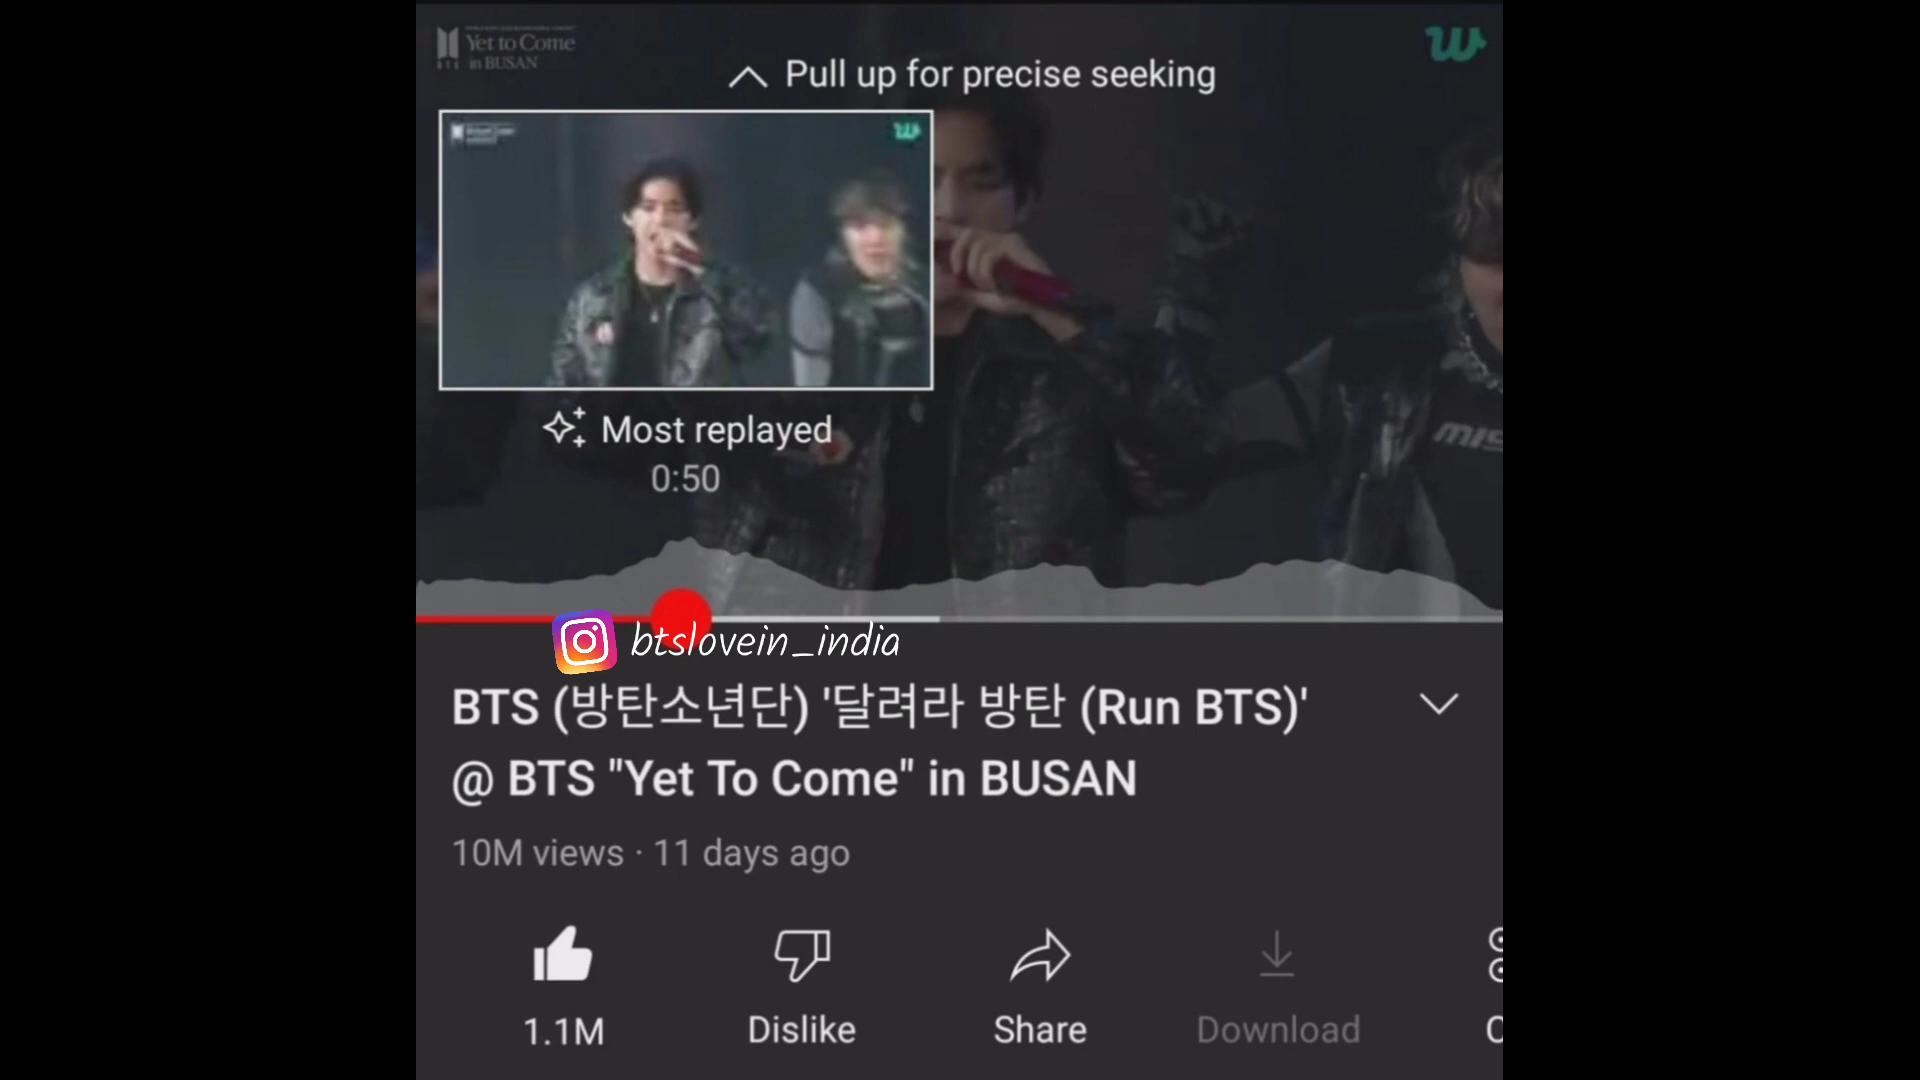 Yet to Come
BTS in BUSAN
Pull up for precise seeking
Most replayed
0:50
MIS
btslovein_india
BTS (방탄소년단) '달려라 방탄 (Run BTS)'
@ BTS "Yet To Come" in BUSAN
10M views · 11 days ago
1.1M
Dislike
Share
Download